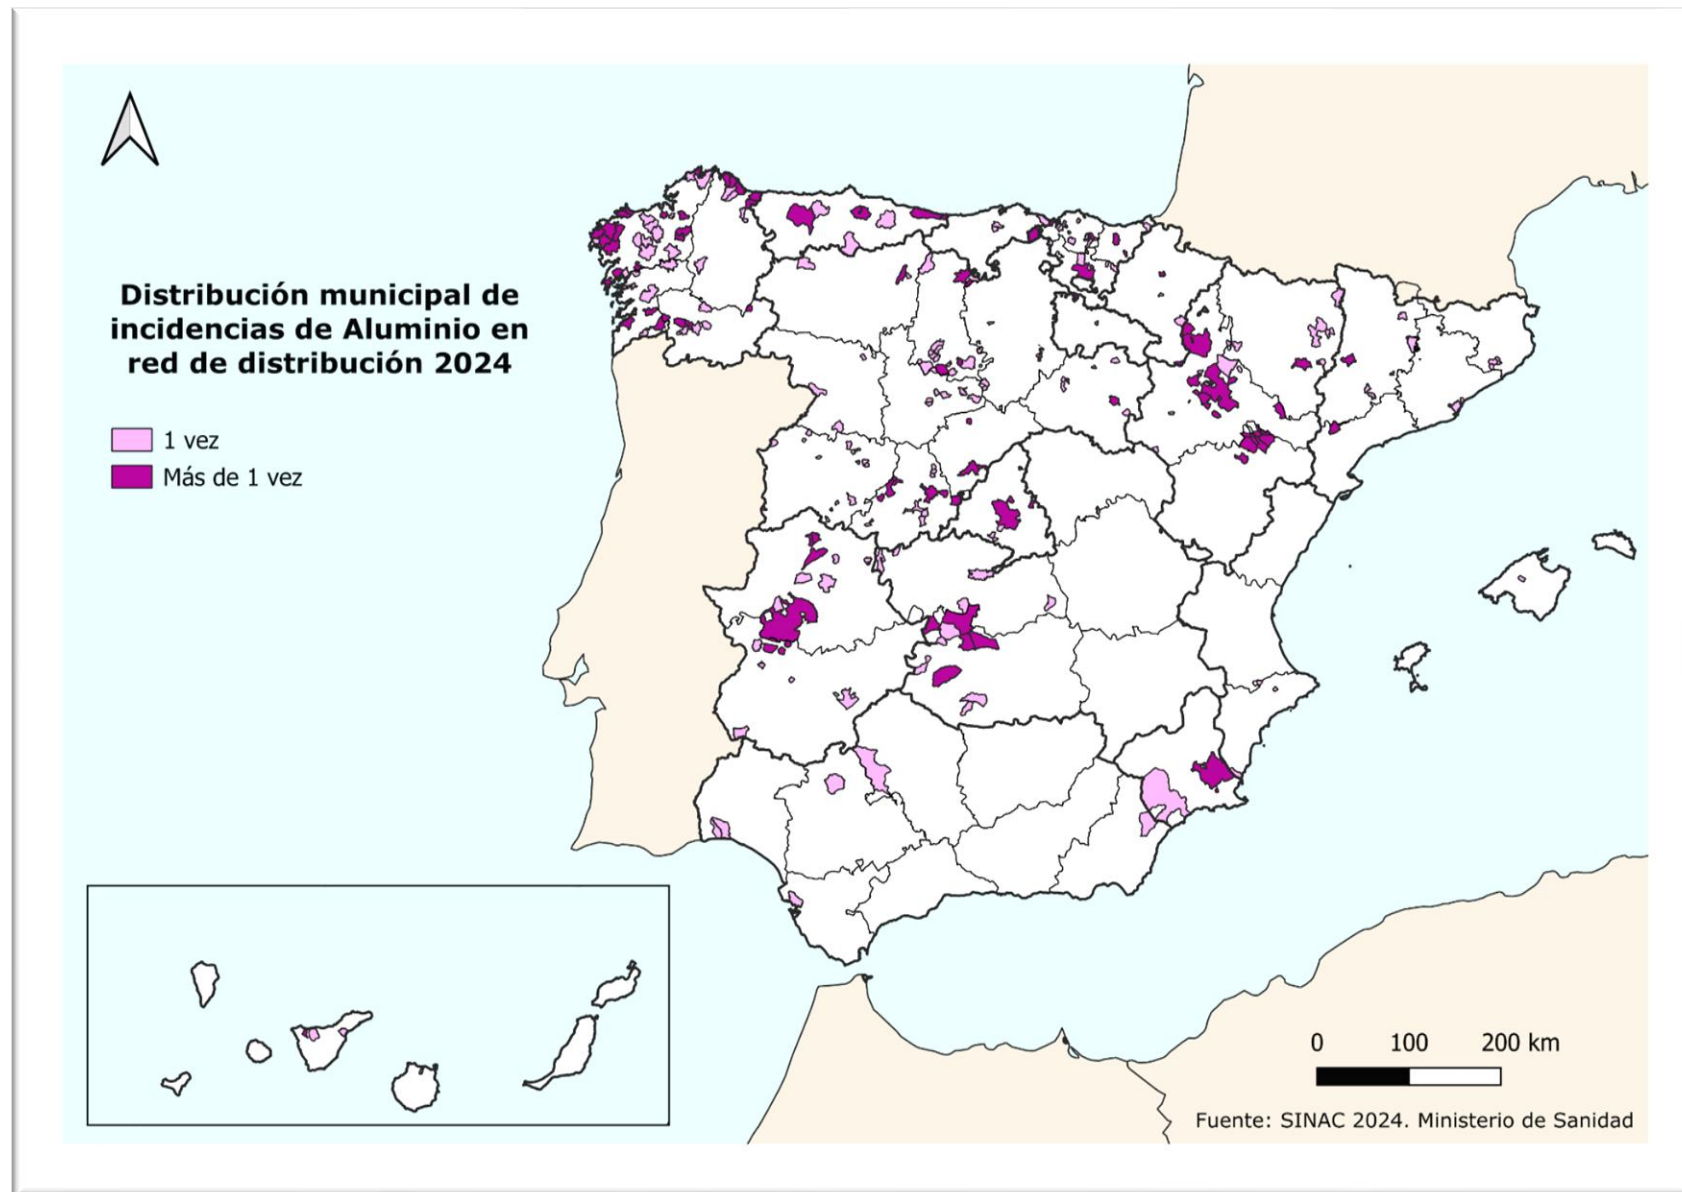 Distribución municipal de
incidencias de Aluminio en
red de distribución 2024
1 vez
Más de 1 vez
0 100 200 km
Fuente: SINAC 2024. Ministerio de Sanidad